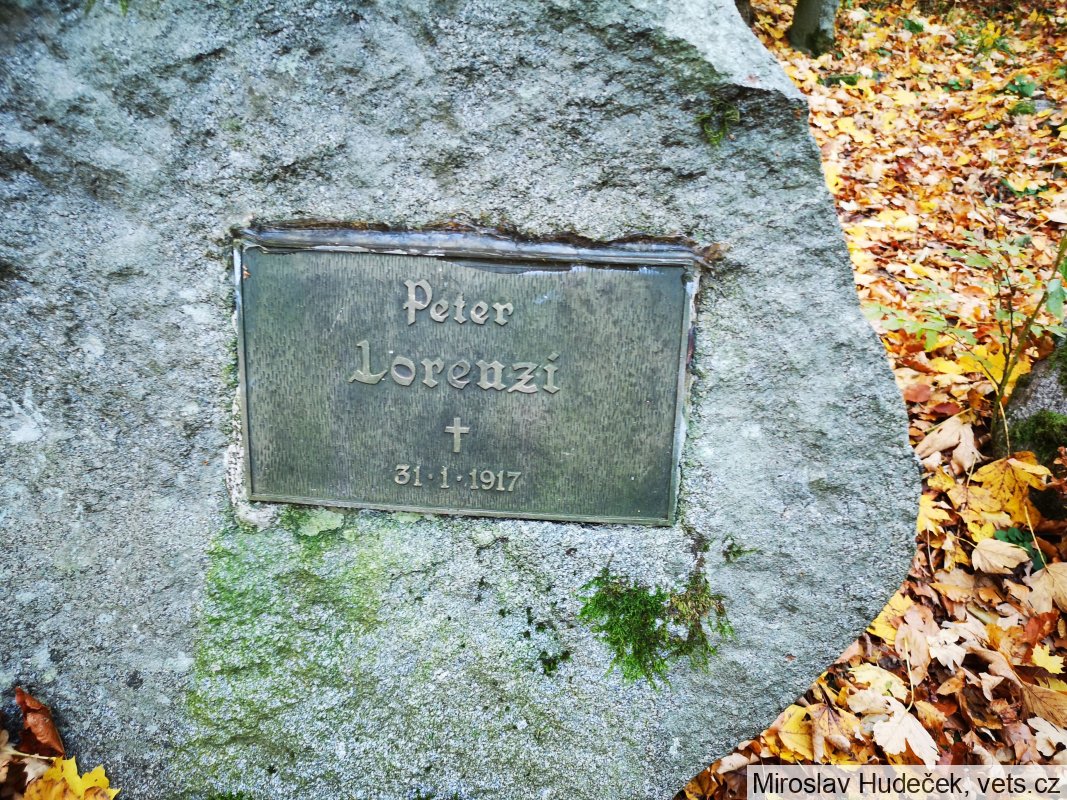 Peter
Lorenzi
✝
31·1·1917
Miroslav Hudeček, vets.cz